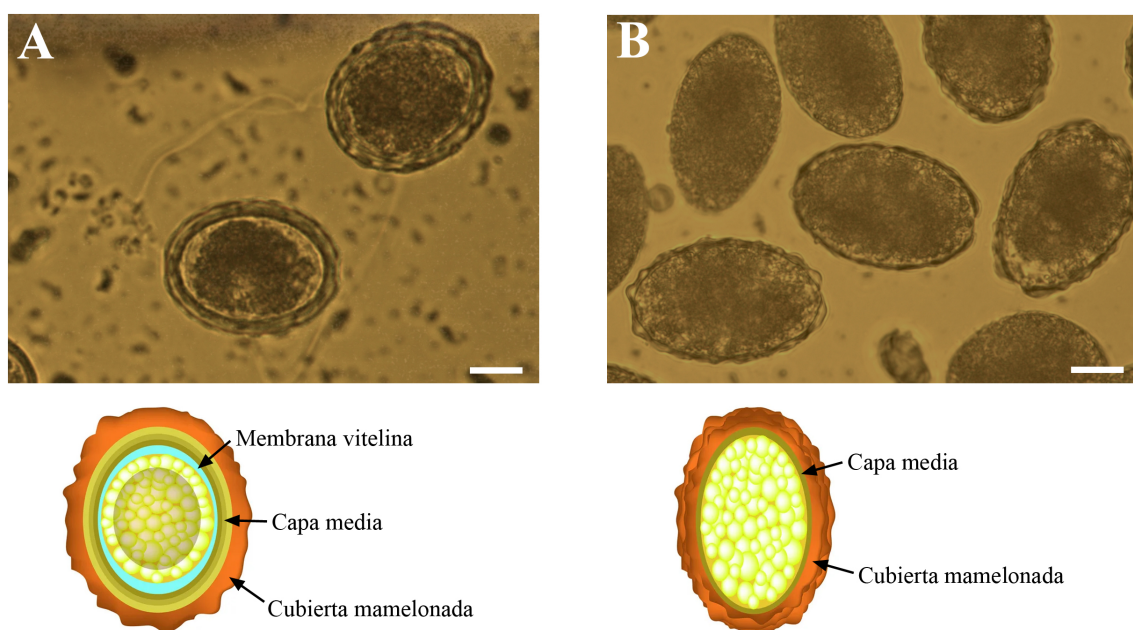 A
B
Membrana vitelina
Capa media
Cubierta mamelonada
Capa media
Cubierta mamelonada